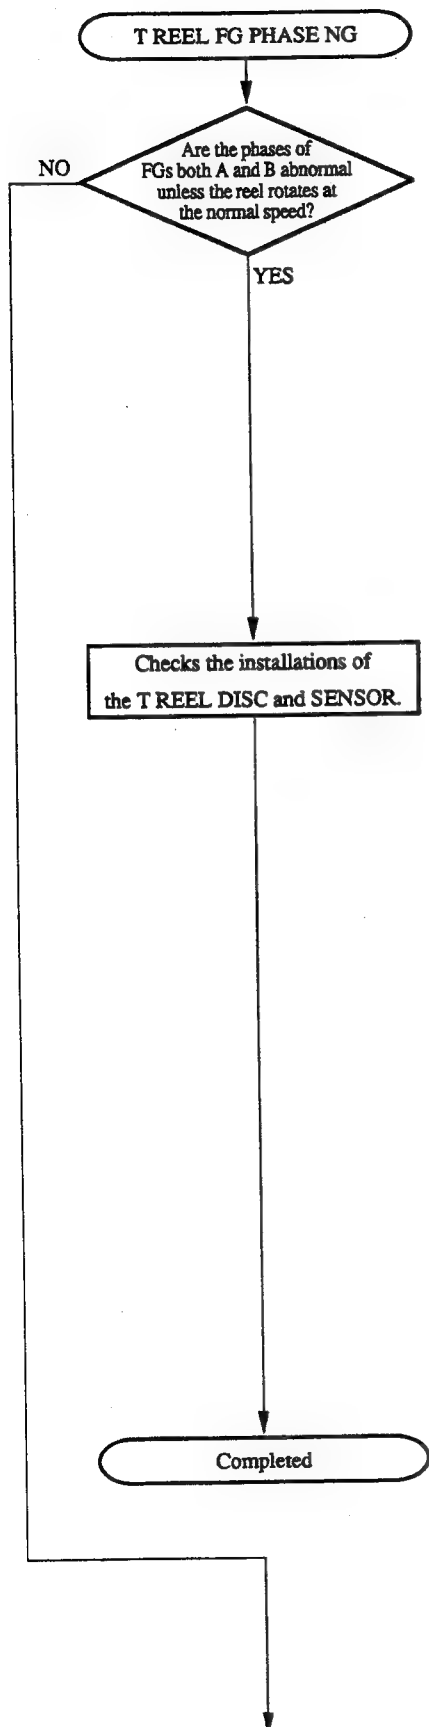 T REEL FG PHASE NG
Are the phases of
FGs both A and B abnormal
unless the reel rotates at
the normal speed?
NO
YES
Checks the installations of
the T REEL DISC and SENSOR.
Completed